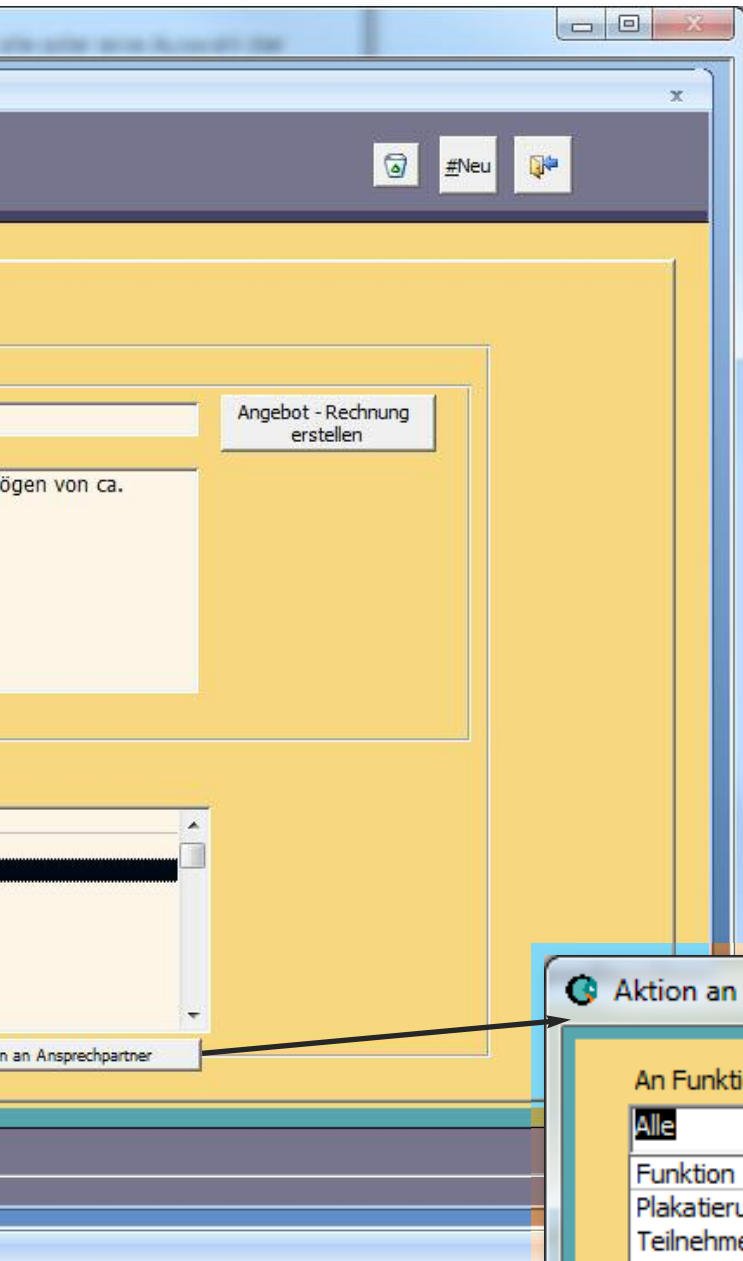 #Neu
Angebot - Rechnung
erstellen
ögen von ca.
n an Ansprechpartner
Aktion an
An Funkti
Alle
Funktion
Plakatieru
Teilnehme